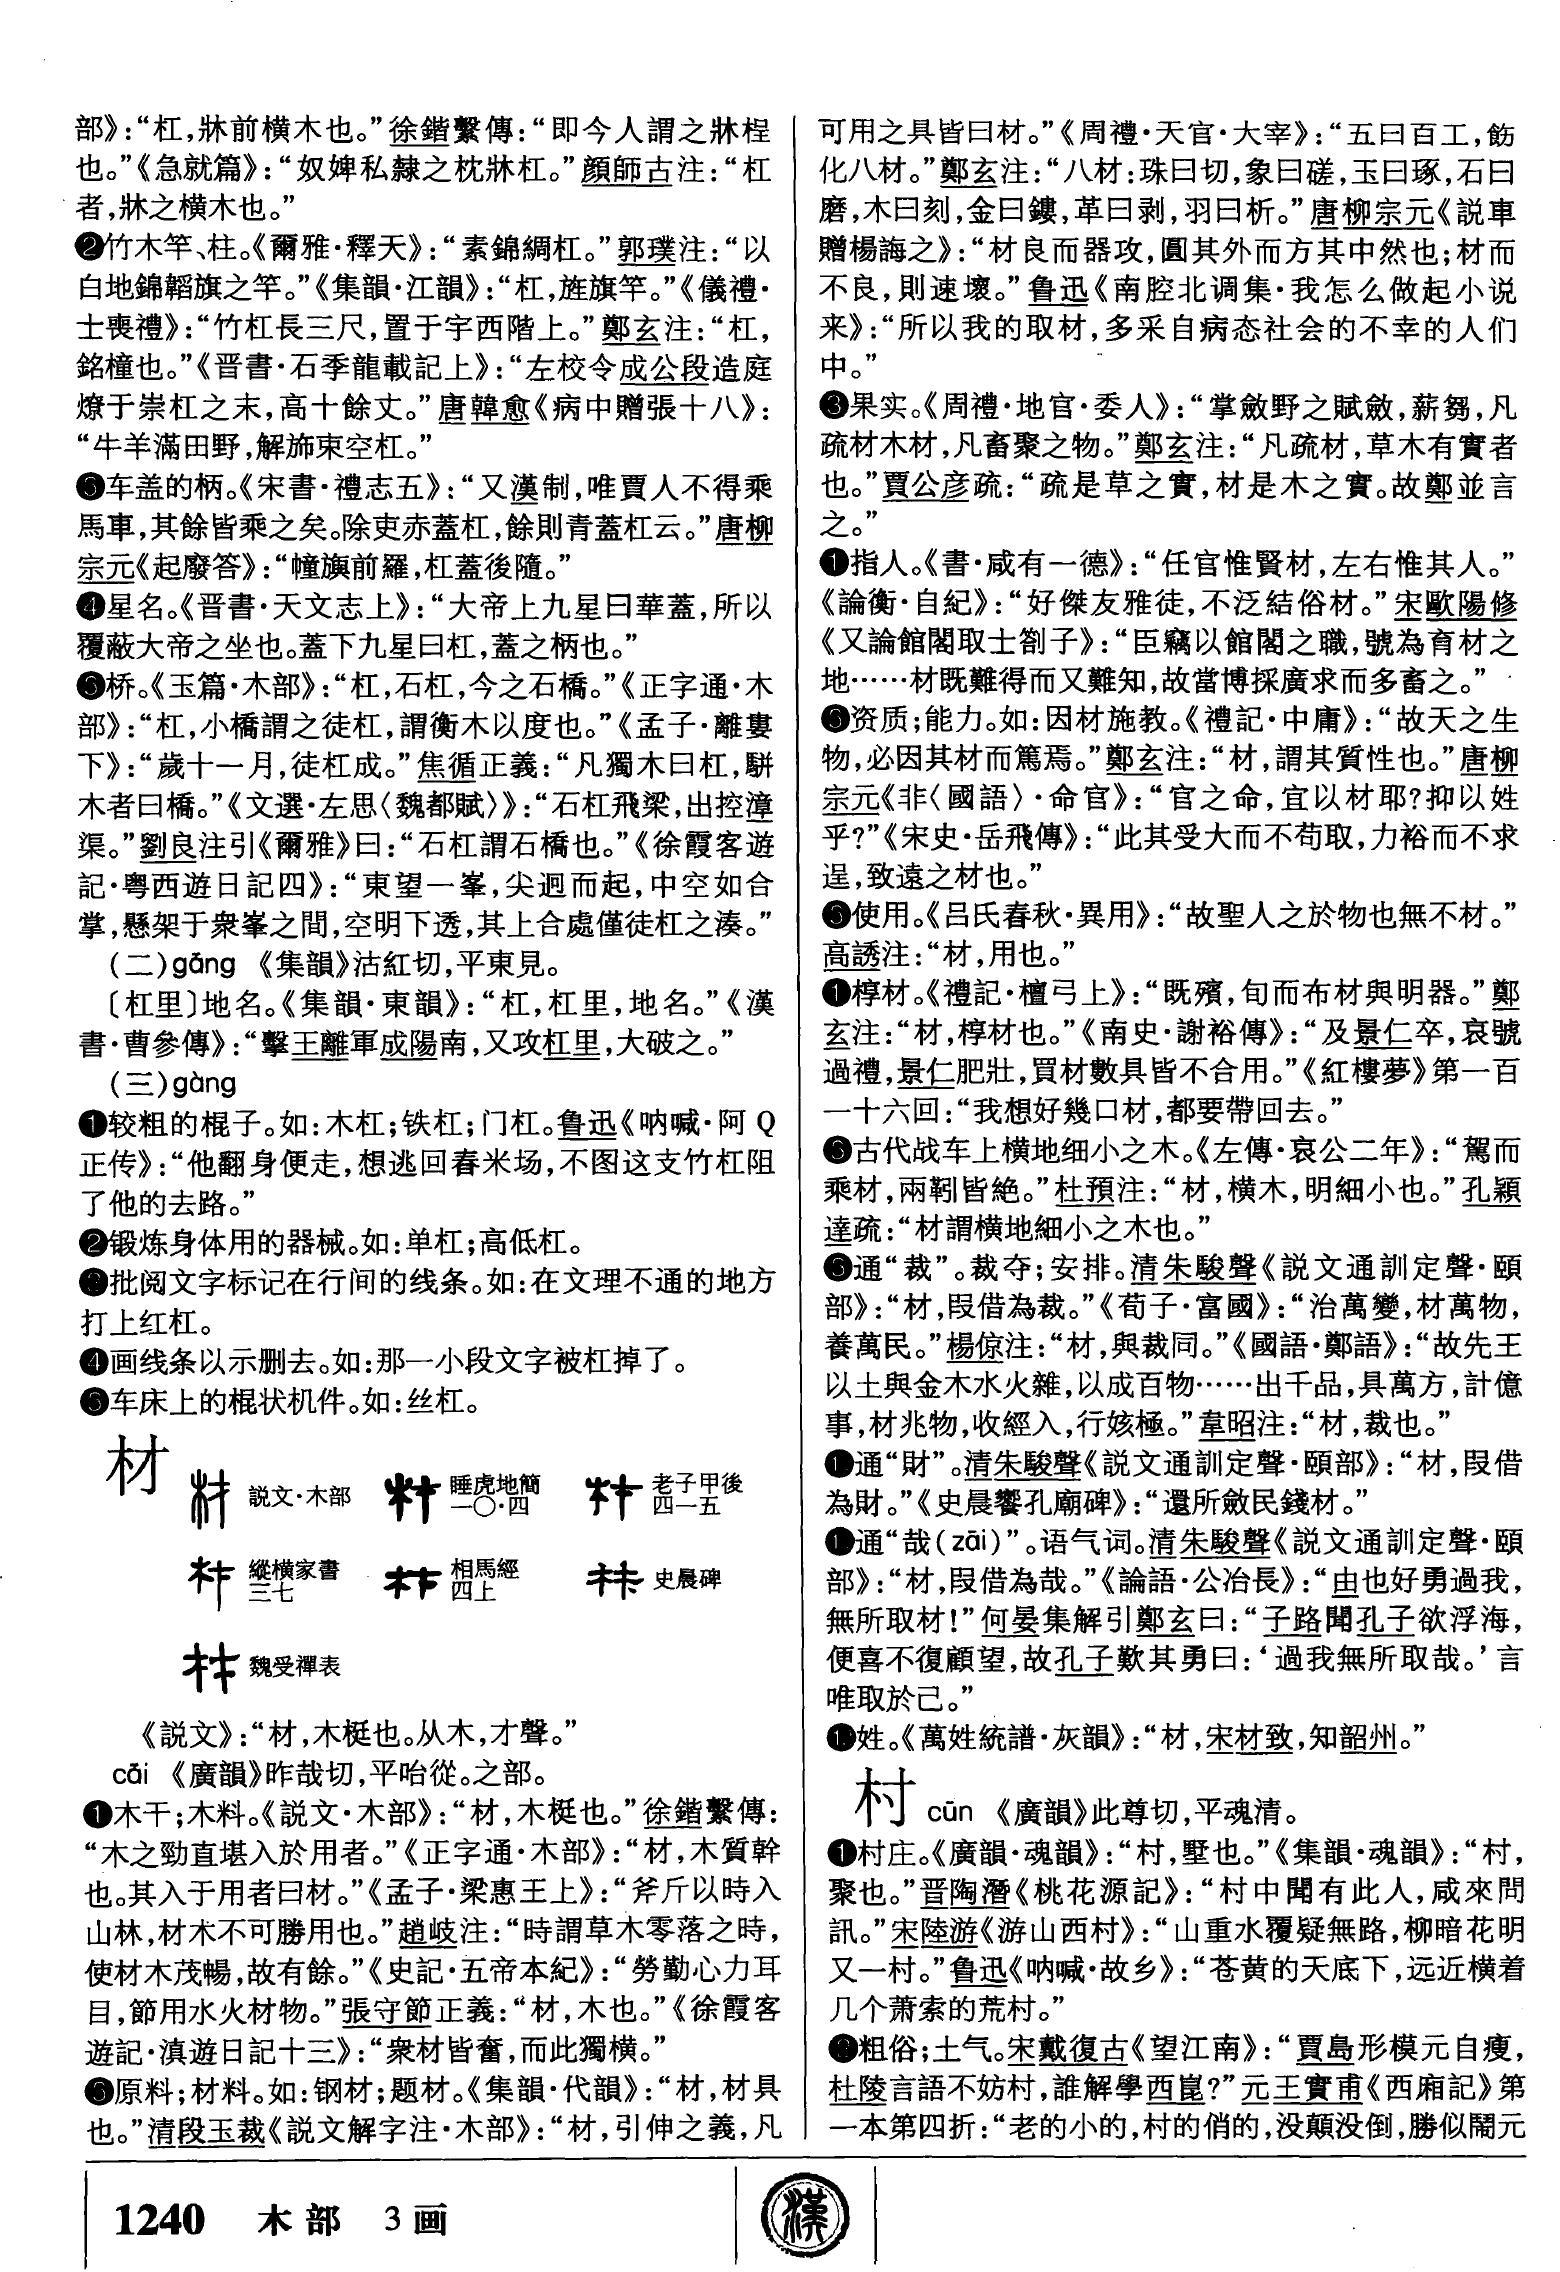 部》：“杠，牀前横木也。”徐鍇繫傳：“即今人謂之牀桯
也。”《急就篇》：“奴婢私隸之枕牀杠。”顔師古注：“杠
者，牀之横木也。”
❷竹木竿、柱。《爾雅·釋天》：“素錦綢杠。”郭璞注：“以
白地錦韜旗之竿。”《集韻·江韻》：“杠，旌旗竿。”《儀禮·
士喪禮》：“竹杠長三尺，置于宇西階上。”鄭玄注：“杠，
銘橦也。”《晋書·石季龍載記上》：“左校令成公段造庭
燎于崇杠之末，高十餘丈。”唐韓愈《病中贈張十八》：
“牛羊滿田野，解旆束空杠。”
❸车盖的柄。《宋書·禮志五》：“又漢制，唯賈人不得乘
馬車，其餘皆乘之矣。除吏赤蓋杠，餘則青蓋杠云。”唐柳
宗元《起廢答》：“幢旟前羅，杠蓋後隨。”
❹星名。《晋書·天文志上》：“大帝上九星曰華蓋，所以
覆蔽大帝之坐也。蓋下九星曰杠，蓋之柄也。”
❺桥。《玉篇·木部》：“杠，石杠，今之石橋。”《正字通·木
部》：“杠，小橋謂之徒杠，謂衡木以度也。”《孟子·離婁
下》：“歲十一月，徒杠成。”焦循正義：“凡獨木曰杠，駢
木者曰橋。”《文選·左思〈魏都賦〉》：“石杠飛梁，出控漳
渠。”劉良注引《爾雅》曰：“石杠謂石橋也。”《徐霞客遊
記·粤西遊日記四》：“東望一峯，尖迥而起，中空如合
掌，懸架于衆峯之間，空明下透，其上合處僅徒杠之湊。”
（二）gāng 《集韻》沽紅切，平東見。
〔杠里〕地名。《集韻·東韻》：“杠，杠里，地名。”《漢
書·曹參傳》：“擊王離軍成陽南，又攻杠里，大破之。”
（三）gàng
❶较粗的棍子。如：木杠；铁杠；门杠。鲁迅《呐喊·阿Q
正传》：“他翻身便走，想逃回舂米场，不图这支竹杠阻
了他的去路。”
❷锻炼身体用的器械。如：单杠；高低杠。
❸批阅文字标记在行间的线条。如：在文理不通的地方
打上红杠。
❹画线条以示删去。如：那一小段文字被杠掉了。
❺车床上的棍状机件。如：丝杠。
材
説文·木部 睡虎地簡一〇·四 老子甲後四一五
縱横家書三七 相馬經四上 史晨碑
魏受禪表
《説文》：“材，木梃也。从木，才聲。”
cái 《廣韻》昨哉切，平咍從。之部。
❶木干；木料。《説文·木部》：“材，木梃也。”徐鍇繫傳：
“木之勁直堪入於用者。”《正字通·木部》：“材，木質幹
也。其入于用者曰材。”《孟子·梁惠王上》：“斧斤以時入
山林，材木不可勝用也。”趙岐注：“時謂草木零落之時，
使材木茂暢，故有餘。”《史記·五帝本紀》：“勞勤心力耳
目，節用水火材物。”張守節正義：“材，木也。”《徐霞客
遊記·滇遊日記十三》：“衆材皆奮，而此獨横。”
❷原料；材料。如：钢材；题材。《集韻·代韻》：“材，材具
也。”清段玉裁《説文解字注·木部》：“材，引伸之義，凡
可用之具皆曰材。”《周禮·天官·大宰》：“五曰百工，飭
化八材。”鄭玄注：“八材：珠曰切，象曰磋，玉曰琢，石曰
磨，木曰刻，金曰鏤，革曰剥，羽曰析。”唐柳宗元《説車
贈楊誨之》：“材良而器攻，圓其外而方其中然也；材而
不良，則速壞。”鲁迅《南腔北调集·我怎么做起小说
来》：“所以我的取材，多采自病态社会的不幸的人们
中。”
❸果实。《周禮·地官·委人》：“掌斂野之賦斂，薪芻，凡
疏材木材，凡畜聚之物。”鄭玄注：“凡疏材，草木有實者
也。”賈公彦疏：“疏是草之實，材是木之實。故鄭並言
之。”
❹指人。《書·咸有一德》：“任官惟賢材，左右惟其人。”
《論衡·自紀》：“好傑友雅徒，不泛結俗材。”宋歐陽修
《又論館閣取士劄子》：“臣竊以館閣之職，號為育材之
地……材既難得而又難知，故當博採廣求而多畜之。”
❺资质；能力。如：因材施教。《禮記·中庸》：“故天之生
物，必因其材而篤焉。”鄭玄注：“材，謂其質性也。”唐柳
宗元《非〈國語〉·命官》：“官之命，宜以材耶？抑以姓
乎？”《宋史·岳飛傳》：“此其受大而不苟取，力裕而不求
逞，致遠之材也。”
❻使用。《吕氏春秋·異用》：“故聖人之於物也無不材。”
高誘注：“材，用也。”
❼椁材。《禮記·檀弓上》：“既殯，旬而布材與明器。”鄭
玄注：“材，椁材也。”《南史·謝裕傳》：“及景仁卒，哀號
過禮，景仁肥壯，買材數具皆不合用。”《紅樓夢》第一百
一十六回：“我想好幾口材，都要帶回去。”
❽古代战车上横地细小之木。《左傳·哀公二年》：“駕而
乘材，兩靷皆絶。”杜預注：“材，横木，明細小也。”孔穎
達疏：“材謂横地細小之木也。”
❾通“裁”。裁夺；安排。清朱駿聲《説文通訓定聲·頤
部》：“材，叚借為裁。”《荀子·富國》：“治萬變，材萬物，
養萬民。”楊倞注：“材，與裁同。”《國語·鄭語》：“故先王
以土與金木水火雜，以成百物……出千品，具萬方，計億
事，材兆物，收經入，行姟極。”韋昭注：“材，裁也。”
❿通“財”。清朱駿聲《説文通訓定聲·頤部》：“材，叚借
為財。”《史晨饗孔廟碑》：“還所斂民錢材。”
⓫通“哉（zāi）”。语气词。清朱駿聲《説文通訓定聲·頤
部》：“材，叚借為哉。”《論語·公冶長》：“由也好勇過我，
無所取材！”何晏集解引鄭玄曰：“子路聞孔子欲浮海，
便喜不復顧望，故孔子歎其勇曰：‘過我無所取哉。’言
唯取於己。”
⓬姓。《萬姓統譜·灰韻》：“材，宋材致，知韶州。”
村 cūn 《廣韻》此尊切，平魂清。
❶村庄。《廣韻·魂韻》：“村，墅也。”《集韻·魂韻》：“村，
聚也。”晋陶潛《桃花源記》：“村中聞有此人，咸來問
訊。”宋陸游《游山西村》：“山重水覆疑無路，柳暗花明
又一村。”鲁迅《呐喊·故乡》：“苍黄的天底下，远近横着
几个萧索的荒村。”
❷粗俗；土气。宋戴復古《望江南》：“賈島形模元自瘦，
杜陵言語不妨村，誰解學西崑？”元王實甫《西廂記》第
一本第四折：“老的小的，村的俏的，没顛没倒，勝似鬧元
1240 木部 3画
漢